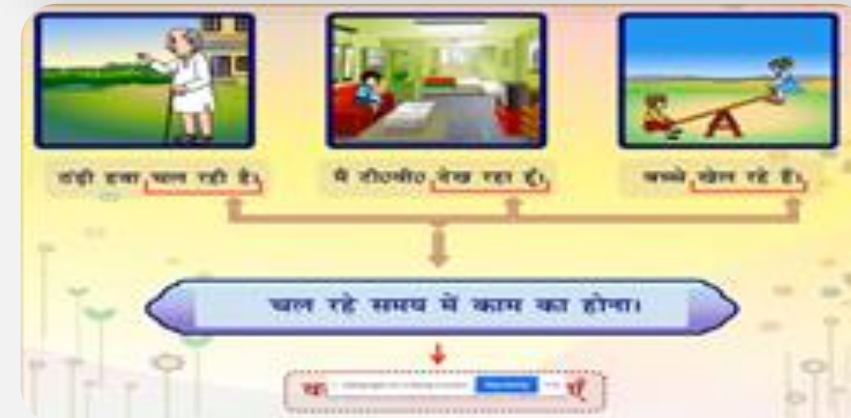 ठंढी हवा चल रही है।
मैं टी०वी० देख रहा हूँ।
बच्चे खेल रहे हैं।
चल रहे समय में काम का होना।